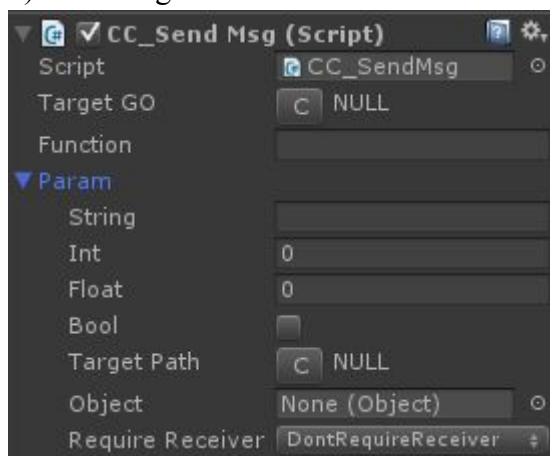 CC_Send Msg (Script)
Script CC_SendMsg
Target GO C NULL
Function
Param
String
Int 0
Float 0
Bool
Target Path C NULL
Object None (Object)
Require Receiver DontRequireReceiver